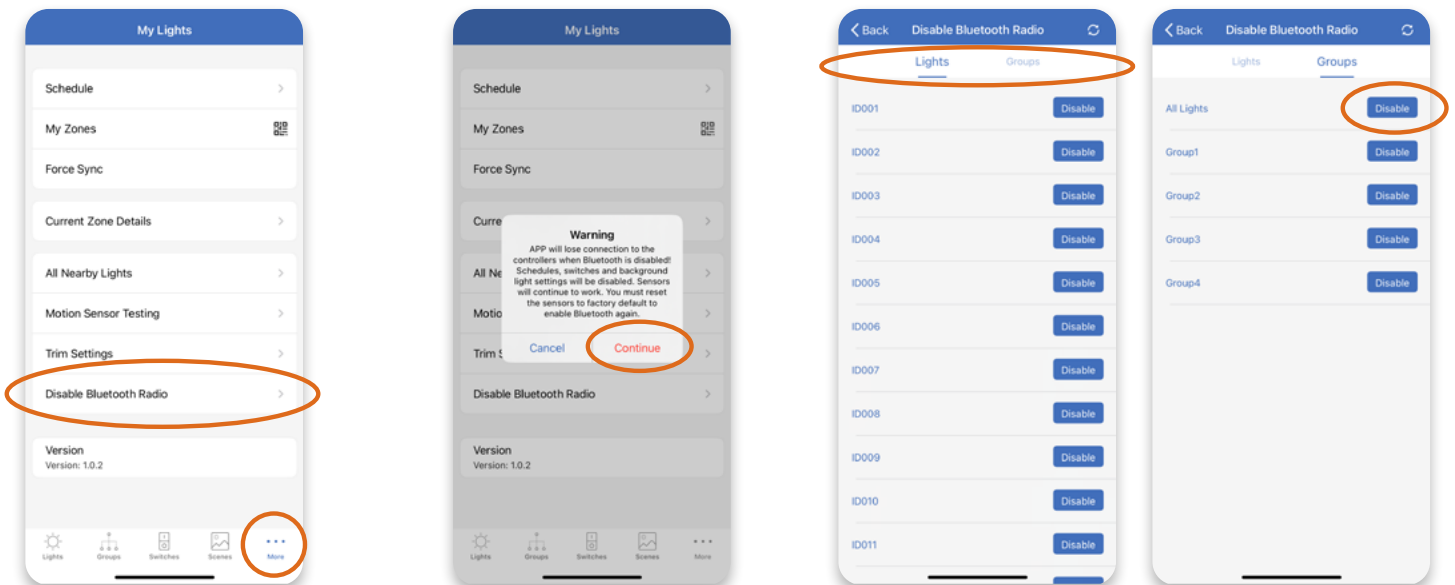 My Lights
Schedule
My Zones
Force Sync
Current Zone Details
All Nearby Lights
Motion Sensor Testing
Trim Settings
Disable Bluetooth Radio
Version
Version: 1.0.2
Lights Groups Switches Scenes More
My Lights
Schedule
My Zones
Force Sync
Curre
Warning
APP will lose connection to the
controllers when Bluetooth is disabled!
Schedules, switches and background
light settings will be disabled. Sensors
will continue to work. You must reset
the sensors to factory default to
enable Bluetooth again.
Cancel Continue
All Ne
Motio
Trim S
Disable Bluetooth Radio
Version
Version: 1.0.2
Lights Groups Switches Scenes More
Back Disable Bluetooth Radio
Lights Groups
ID001 Disable
ID002 Disable
ID003 Disable
ID004 Disable
ID005 Disable
ID006 Disable
ID007 Disable
ID008 Disable
ID009 Disable
ID010 Disable
ID011 Disable
Back Disable Bluetooth Radio
Lights Groups
All Lights Disable
Group1 Disable
Group2 Disable
Group3 Disable
Group4 Disable